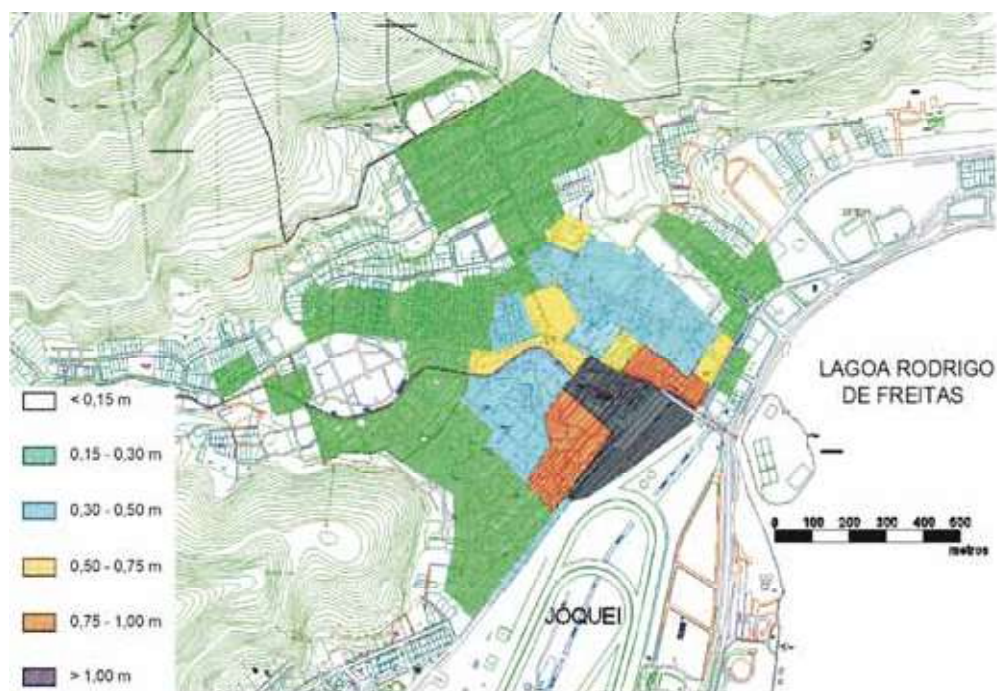 < 0,15 m
0.15 - 0.30 m
0,30 - 0,50 m
0,50 - 0,75 m
0,75 - 1,00 m
> 1,00 m
LAGOA RODRIGO
DE FREITAS
0 100 200 300 400 500
metros
JÓQUEI